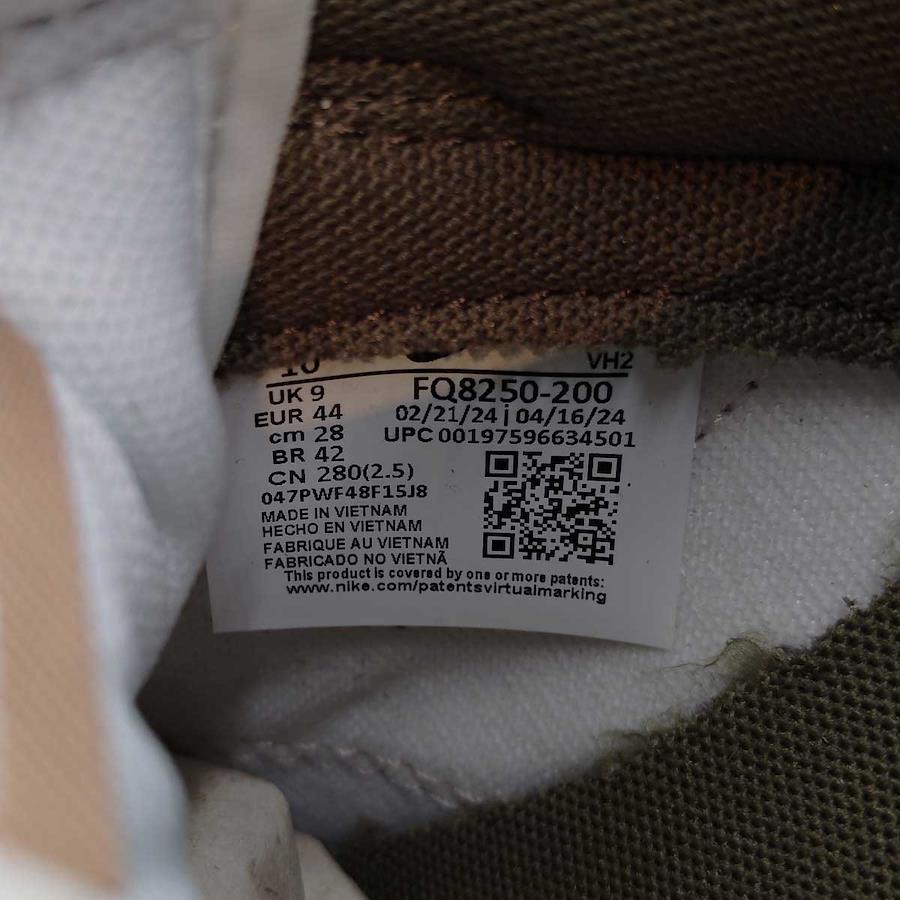 10
VH2
UK 9
FQ8250-200
EUR 44
02/21/24 | 04/16/24
cm 28
UPC 00197596634501
BR 42
CN 280(2.5)
047PWF48F15J8
MADE IN VIETNAM
HECHO EN VIETNAM
FABRIQUE AU VIETNAM
FABRICADO NO VIETNÃ
This product is covered by one or more patents:
www.nike.com/patentsvirtualmarking